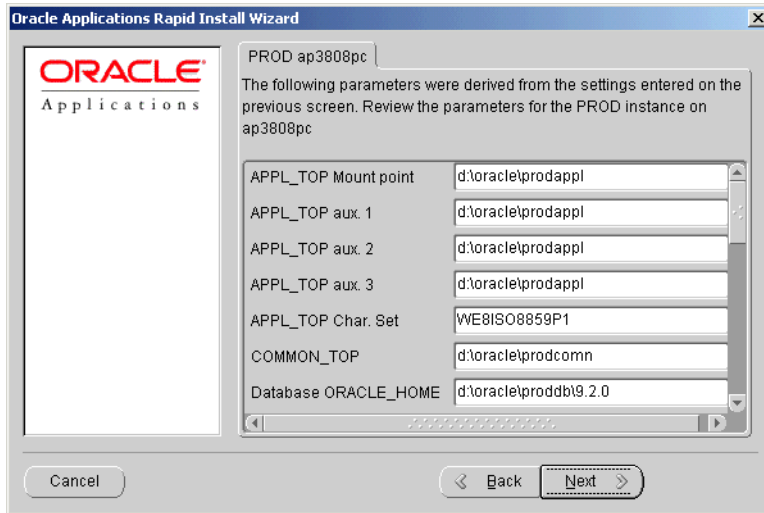 Oracle Applications Rapid Install Wizard
ORACLE
Applications
PROD ap3808pc
The following parameters were derived from the settings entered on the
previous screen. Review the parameters for the PROD instance on
ap3808pc
APPL_TOP Mount point d:\oracle\prodappl
APPL_TOP aux. 1 d:\oracle\prodappl
APPL_TOP aux. 2 d:\oracle\prodappl
APPL_TOP aux. 3 d:\oracle\prodappl
APPL_TOP Char. Set WE8ISO8859P1
COMMON_TOP d:\oracle\prodcomn
Database ORACLE_HOME d:\oracle\proddb\9.2.0
Cancel Back Next